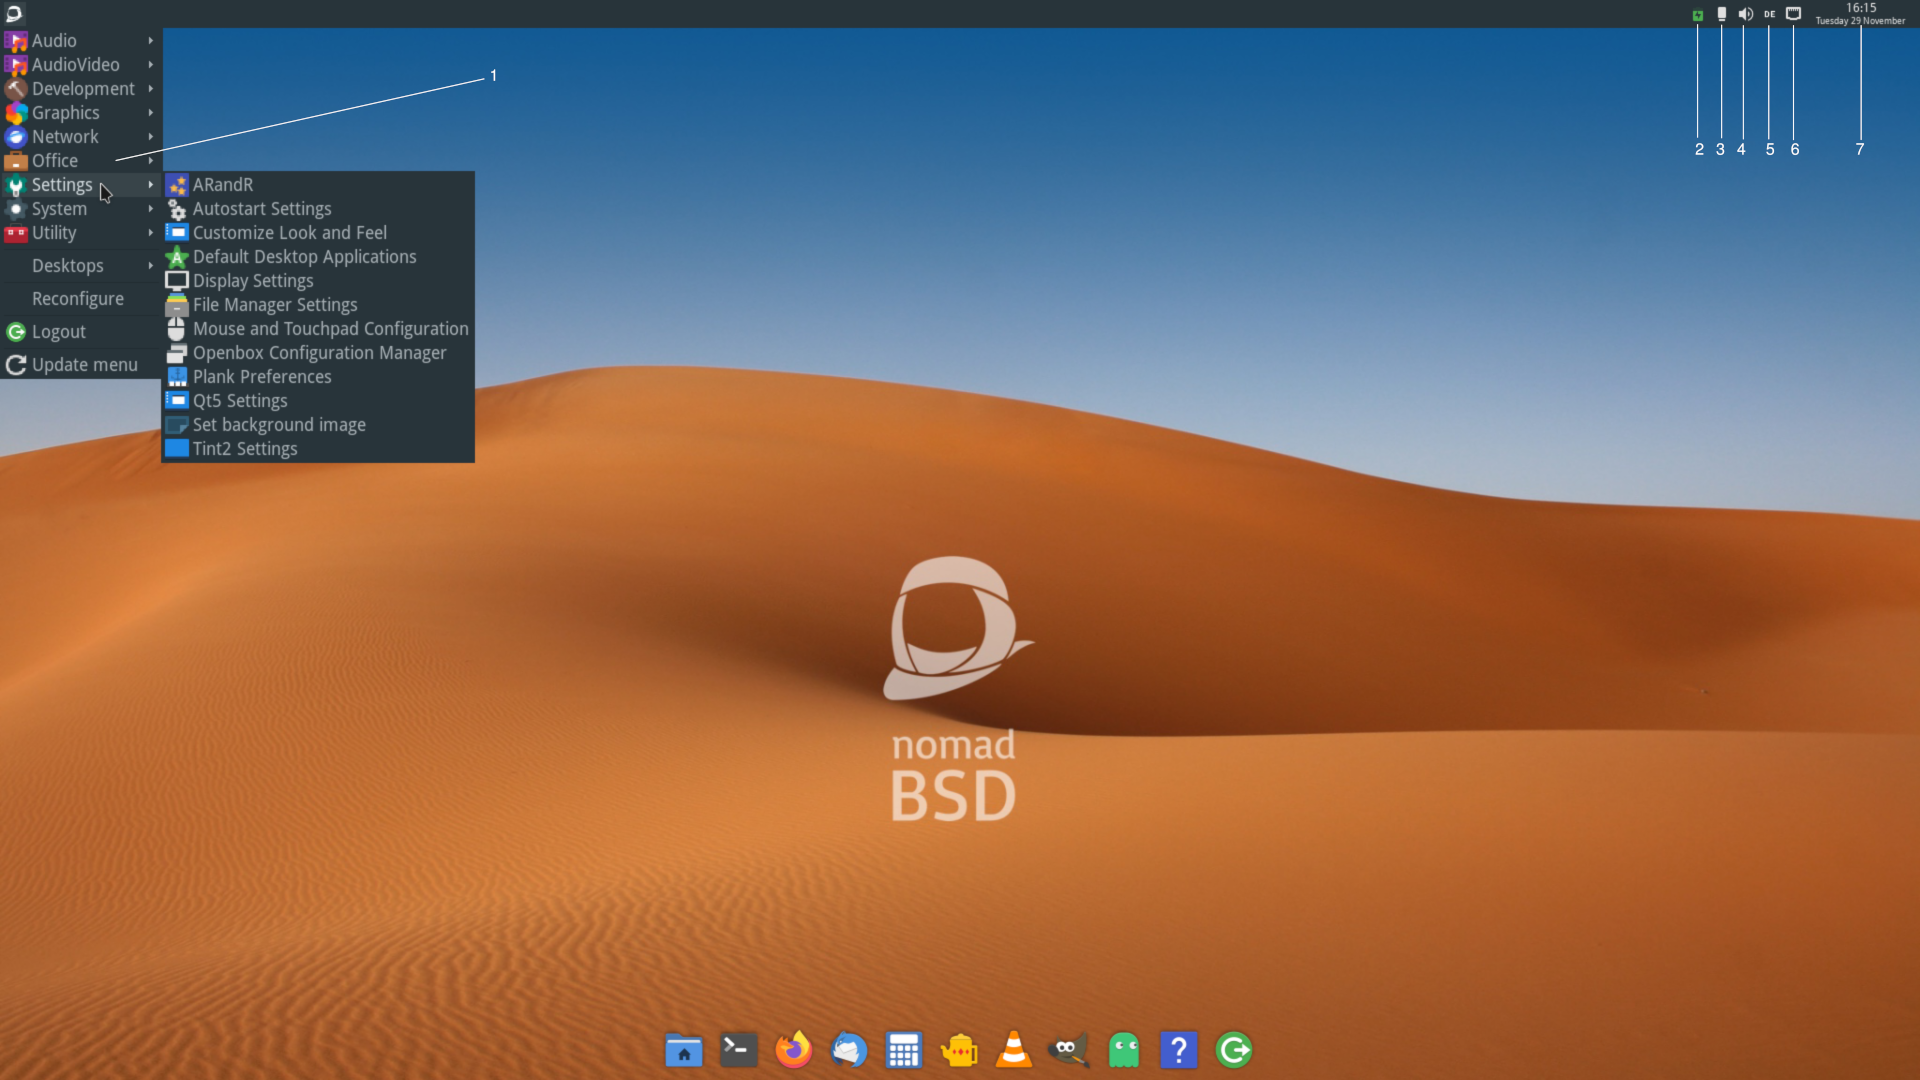 16:15
DE
Tuesday 29 November
Audio
AudioVideo
Development
Graphics
Network
Office
Settings
System
Utility
Desktops
Reconfigure
Logout
Update menu
1
2 3 4 5 6 7
ARandR
Autostart Settings
Customize Look and Feel
Default Desktop Applications
Display Settings
File Manager Settings
Mouse and Touchpad Configuration
Openbox Configuration Manager
Plank Preferences
Qt5 Settings
Set background image
Tint2 Settings
nomad
BSD